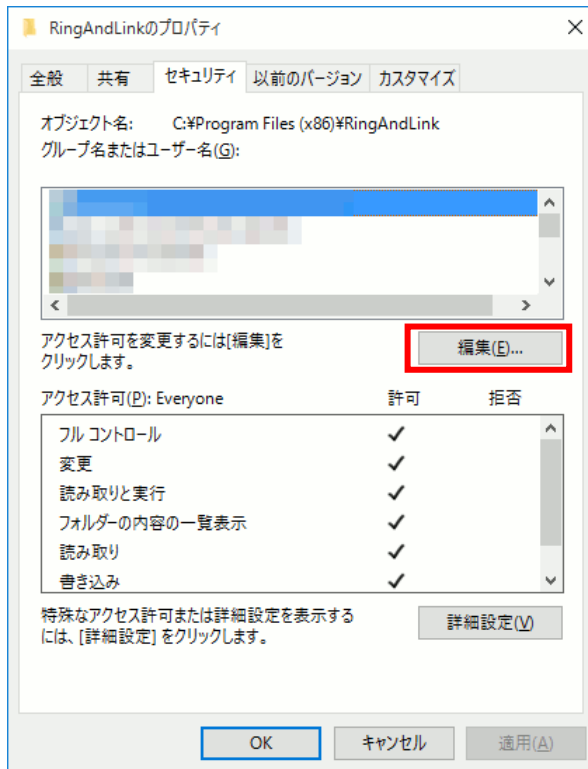 RingAndLinkのプロパティ
全般 共有 セキュリティ 以前のバージョン カスタマイズ
オブジェクト名: C:¥Program Files (x86)¥RingAndLink
グループ名またはユーザー名(G):
アクセス許可を変更するには[編集]を
クリックします。
編集(E)...
アクセス許可(P): Everyone 許可 拒否
フル コントロール
変更
読み取りと実行
フォルダーの内容の一覧表示
読み取り
書き込み
特殊なアクセス許可または詳細設定を表示する
には、[詳細設定] をクリックします。
詳細設定(V)
OK キャンセル 適用(A)